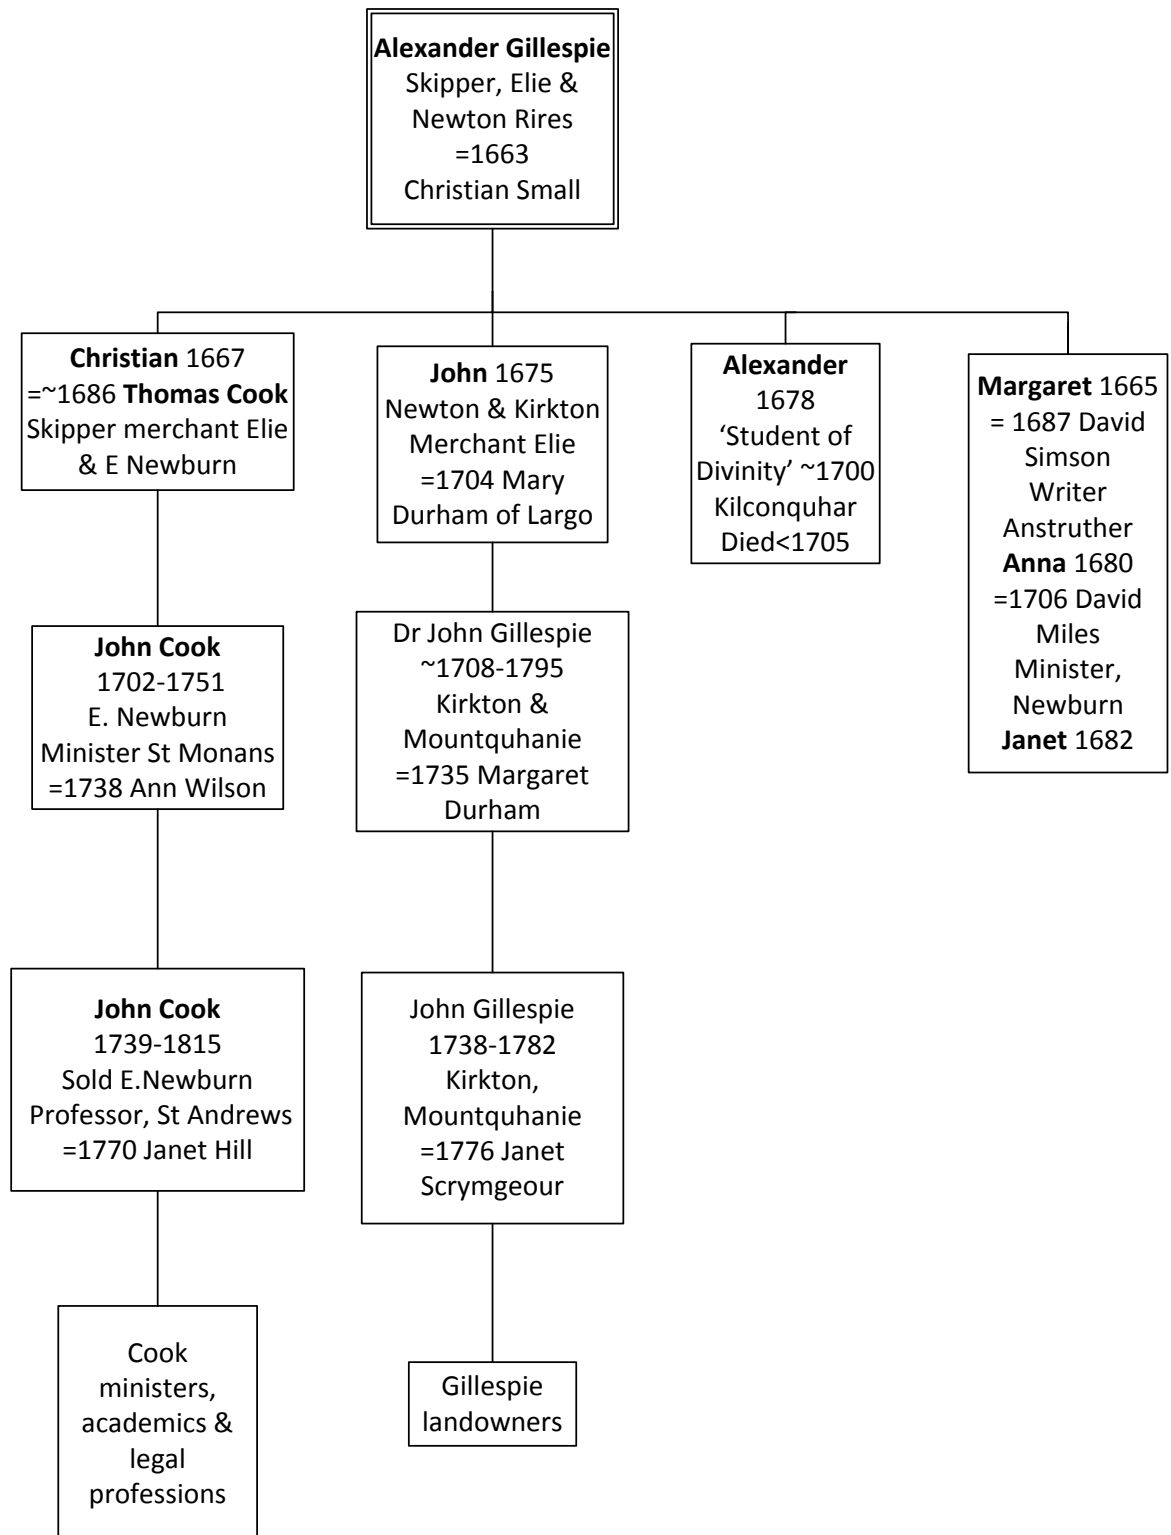 Alexander Gillespie
Skipper, Elie &
Newton Rires
=1663
Christian Small
Christian 1667
=~1686 Thomas Cook
Skipper merchant Elie
& E Newburn
John 1675
Newton & Kirkton
Merchant Elie
=1704 Mary
Durham of Largo
Alexander
1678
‘Student of
Divinity’ ~1700
Kilconquhar
Died<1705
Margaret 1665
= 1687 David
Simson
Writer
Anstruther
Anna 1680
=1706 David
Miles
Minister,
Newburn
Janet 1682
John Cook
1702-1751
E. Newburn
Minister St Monans
=1738 Ann Wilson
Dr John Gillespie
~1708-1795
Kirkton &
Mountquhanie
=1735 Margaret
Durham
John Cook
1739-1815
Sold E.Newburn
Professor, St Andrews
=1770 Janet Hill
John Gillespie
1738-1782
Kirkton,
Mountquhanie
=1776 Janet
Scrymgeour
Cook
ministers,
academics &
legal
professions
Gillespie
landowners